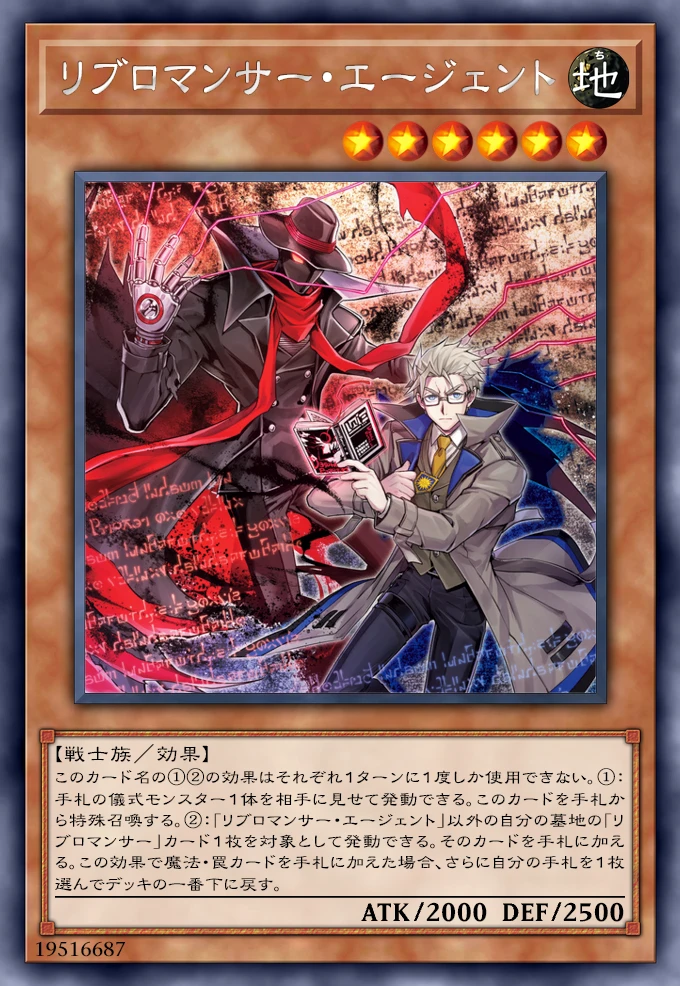 リブロマンサー・エージェント
ち
地
【戦士族／効果】
このカード名の①②の効果はそれぞれ1ターンに1度しか使用できない。①：
手札の儀式モンスター1体を相手に見せて発動できる。このカードを手札か
ら特殊召喚する。②：「リブロマンサー・エージェント」以外の自分の墓地の「リ
ブロマンサー」カード1枚を対象として発動できる。そのカードを手札に加え
る。この効果で魔法・罠カードを手札に加えた場合、さらに自分の手札を1枚
選んでデッキの一番下に戻す。
ATK/2000 DEF/2500
19516687